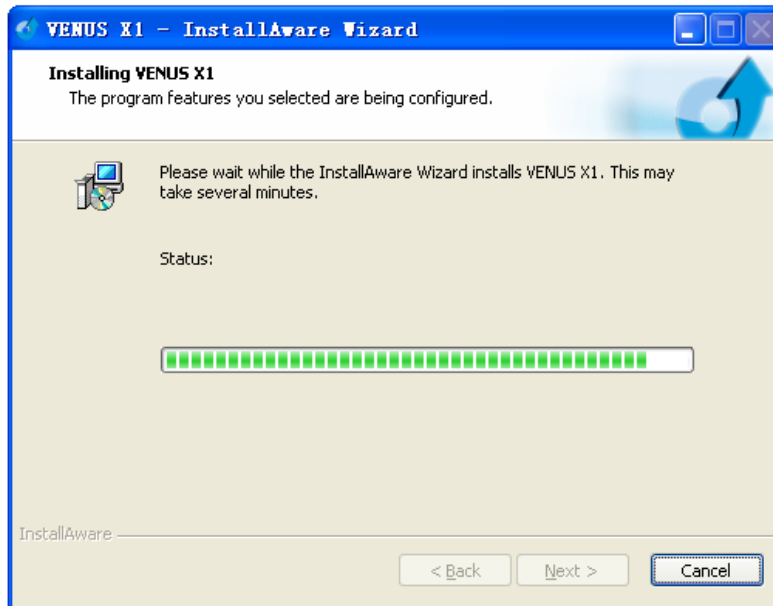 VENUS X1 - InstallAware Wizard
Installing VENUS X1
The program features you selected are being configured.
Please wait while the InstallAware Wizard installs VENUS X1. This may
take several minutes.
Status:
InstallAware
< Back
Next >
Cancel